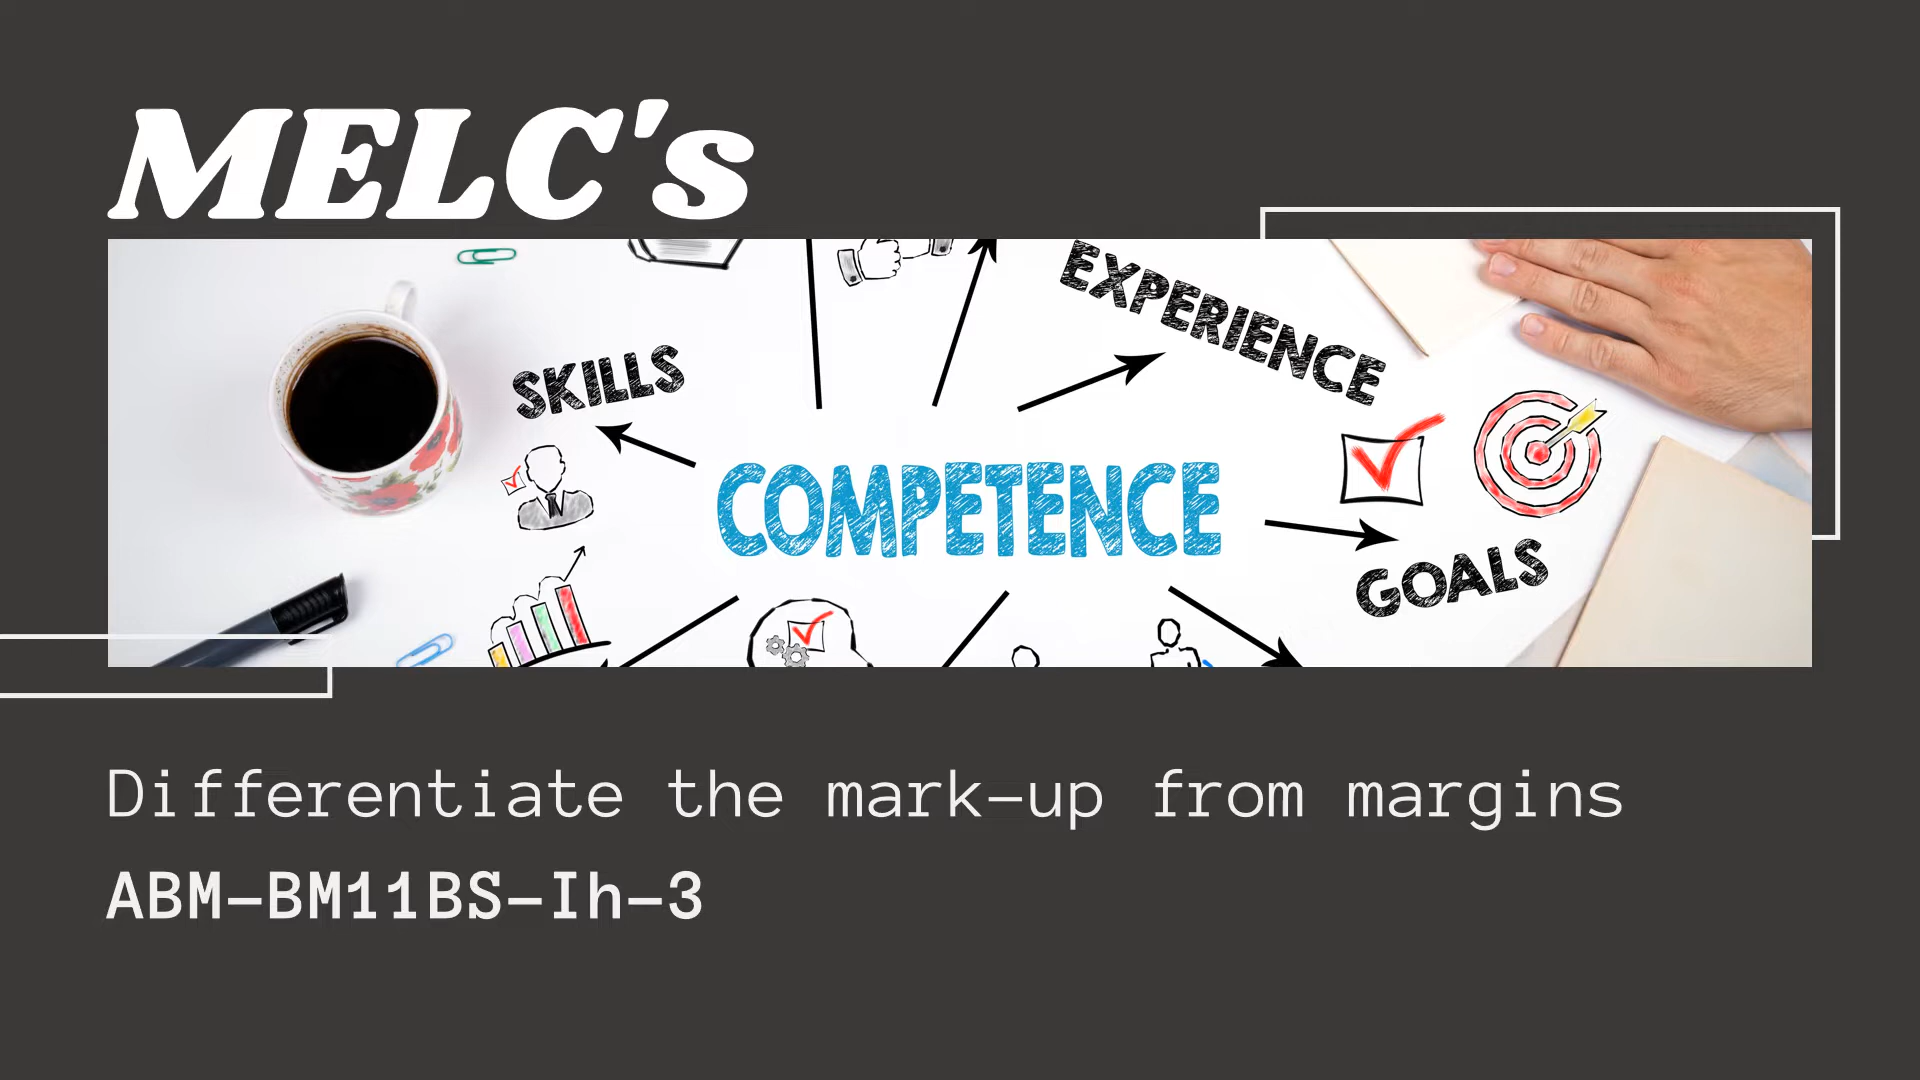 MELC's
EXPERIENCE
SKILLS
COMPETENCE
GOALS
Differentiate the mark-up from margins
ABM-BM11BS-Ih-3